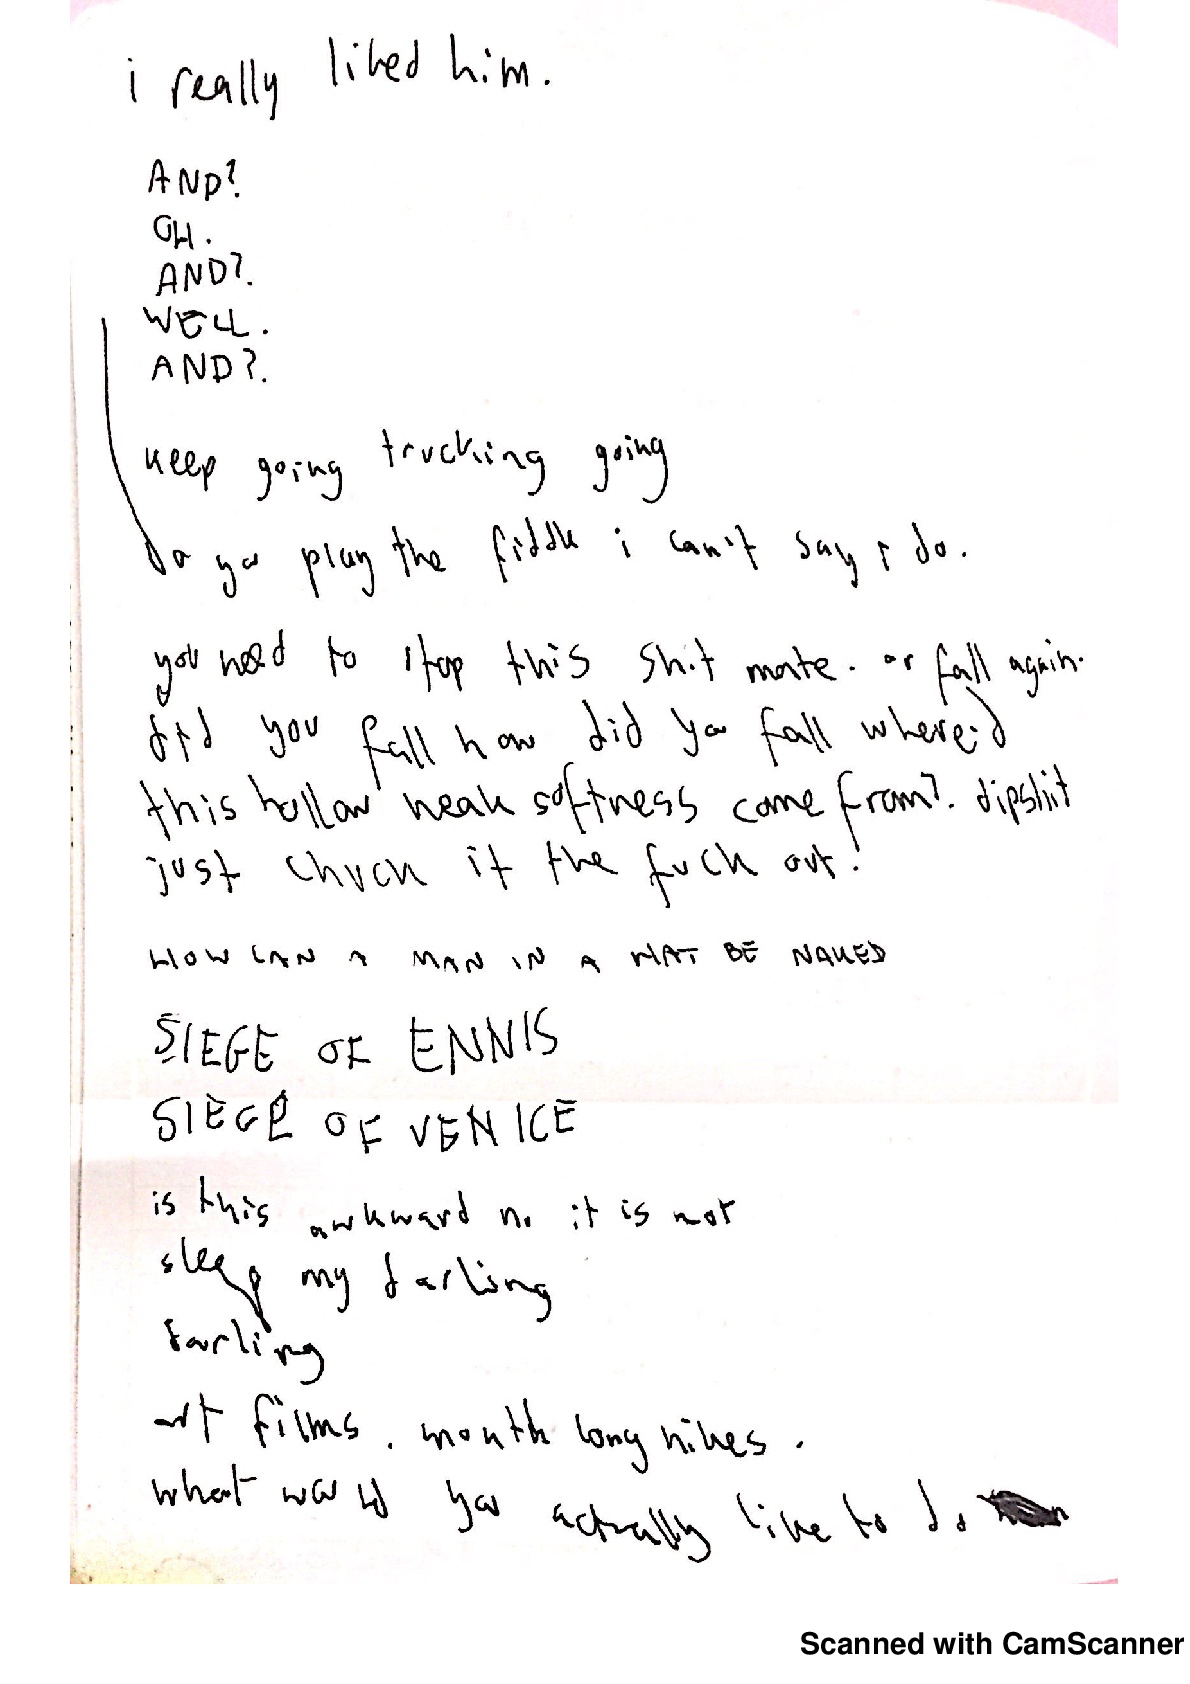 i really liked him.
AND?
OH.
AND?.
WELL.
AND?.
keep going trucking going
do you play the fiddle i can't say i do.
you need to stop this shit mate. or fall again.
did you fall how did you fall where'd
this hollow weak softness come from?. dipshit
just chuck it the fuck out!
HOW CAN A MAN IN A HAT BE NAKED
SIEGE OF ENNIS
SIEGE OF VENICE
is this awkward no it is not
sleep my darling
darling
art films. month long hikes.
what would you actually like to do
Scanned with CamScanner